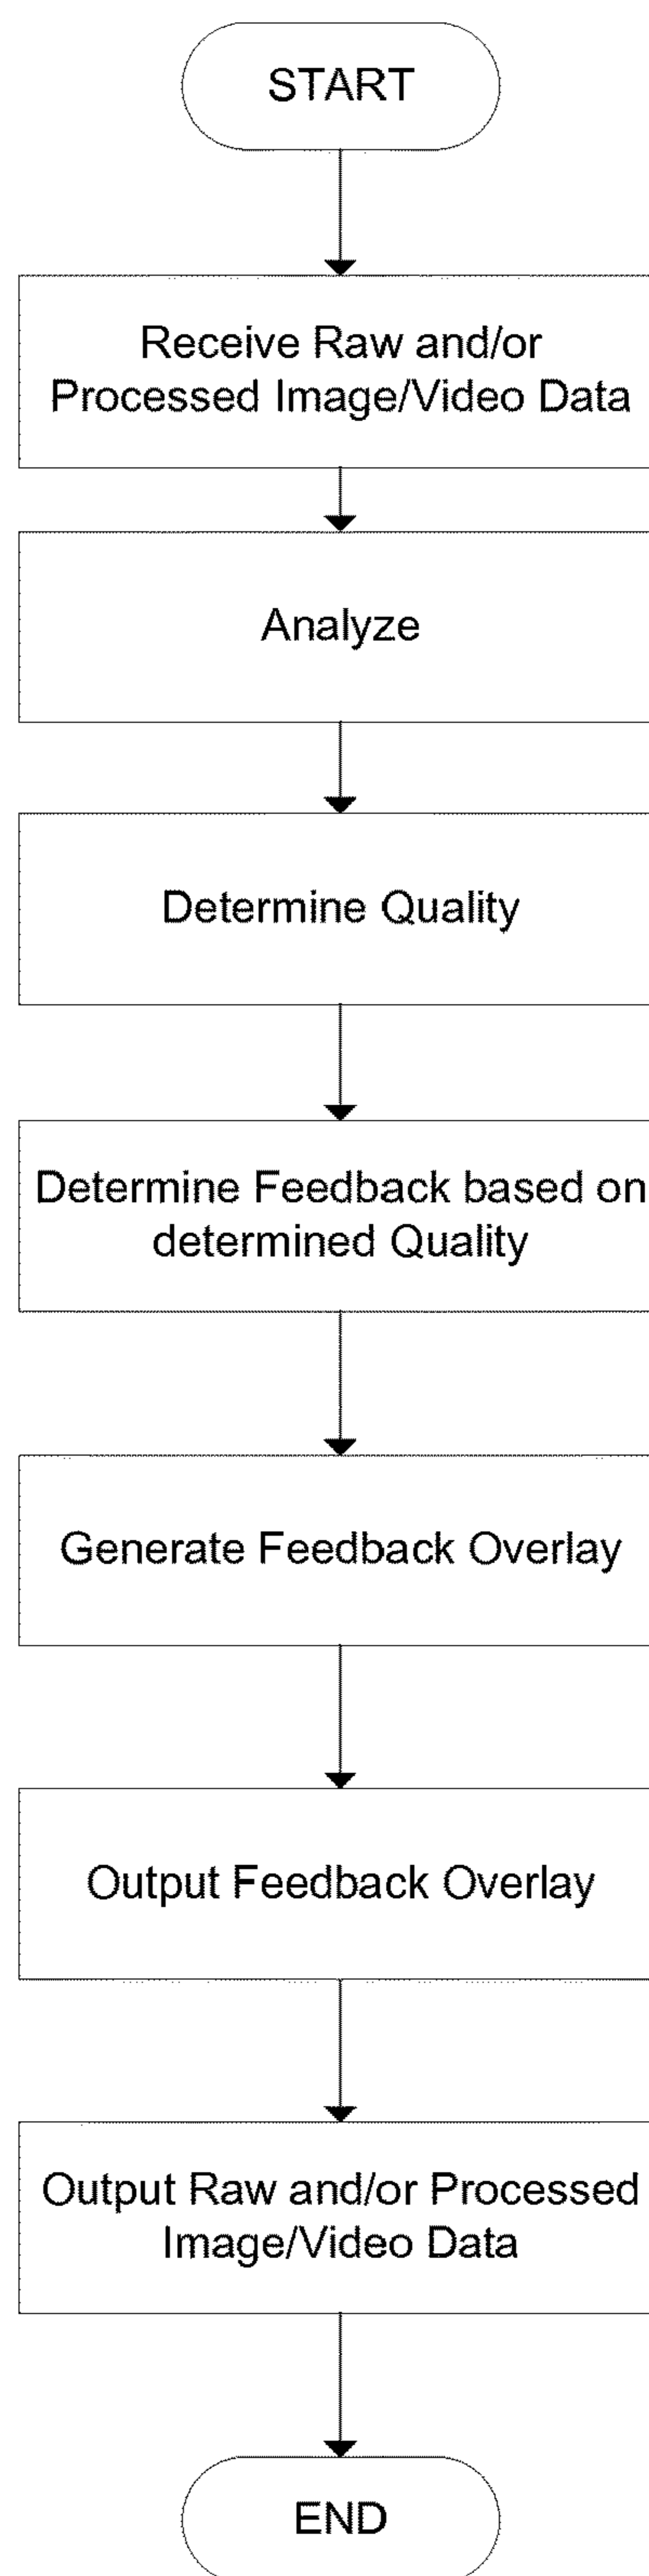 START
Receive Raw and/or
Processed Image/Video Data
Analyze
Determine Quality
Determine Feedback based on
determined Quality
Generate Feedback Overlay
Output Feedback Overlay
Output Raw and/or Processed
Image/Video Data
END